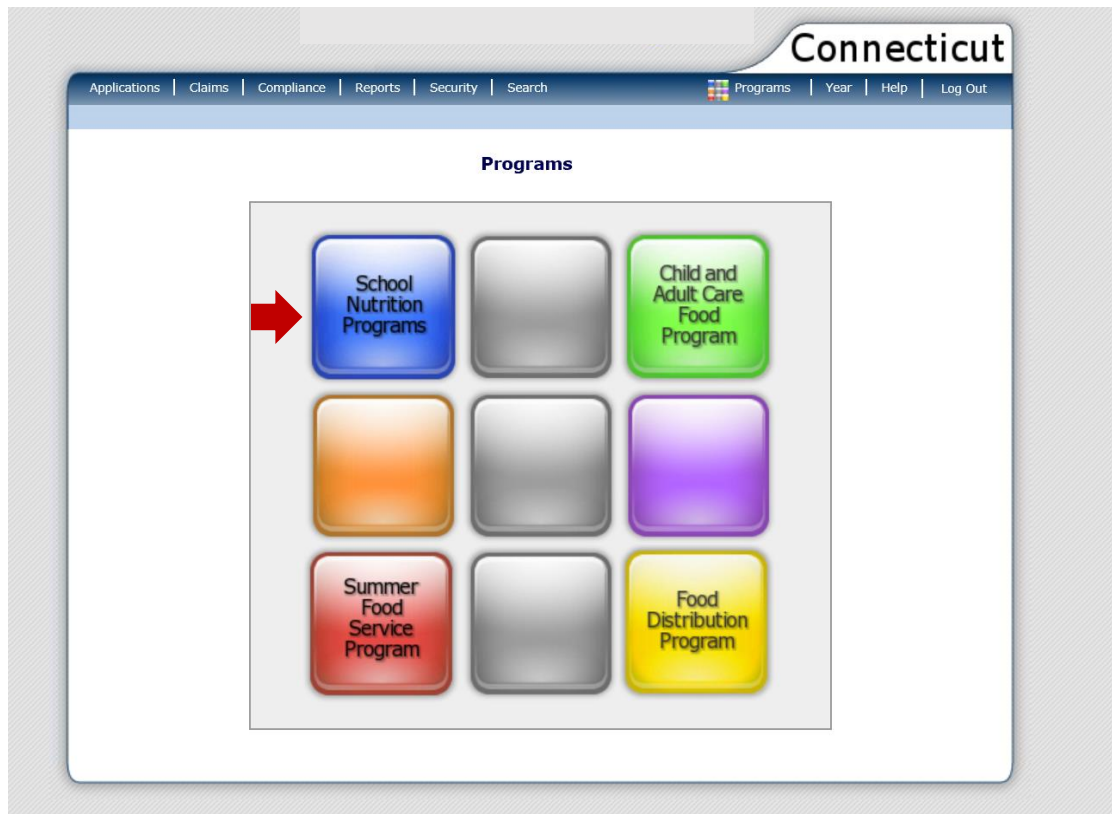 Connecticut
Applications Claims Compliance Reports Security Search Programs Year Help Log Out
Programs
School
Nutrition
Programs
Child and
Adult Care
Food
Program
Summer
Food
Service
Program
Food
Distribution
Program